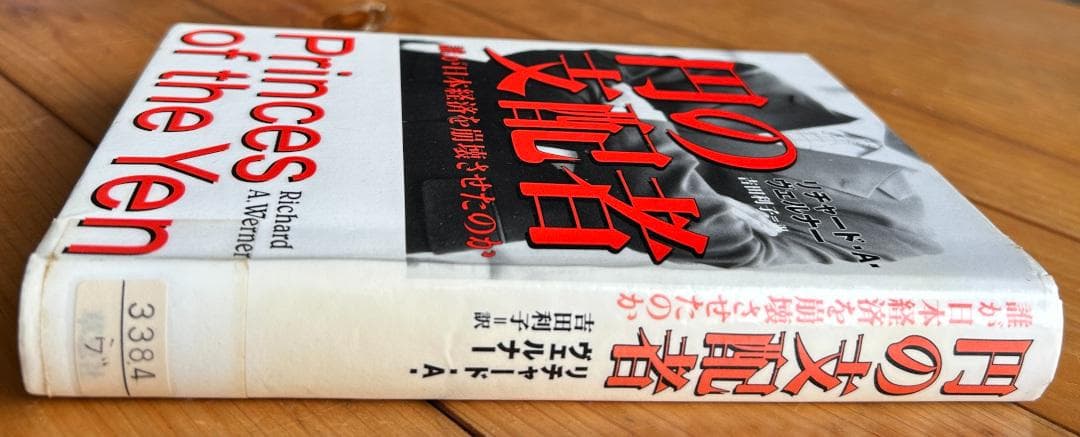 Princes
of the Yen
Richard
A.Werner
円の
支配者
誰が日本経済を崩壊させたのか
リチャード・A・
ヴェルナー
吉田利子=訳
円の支配者
誰が日本経済を崩壊させたのか
リチャード・A・
ヴェルナー
吉田利子=訳
338.4